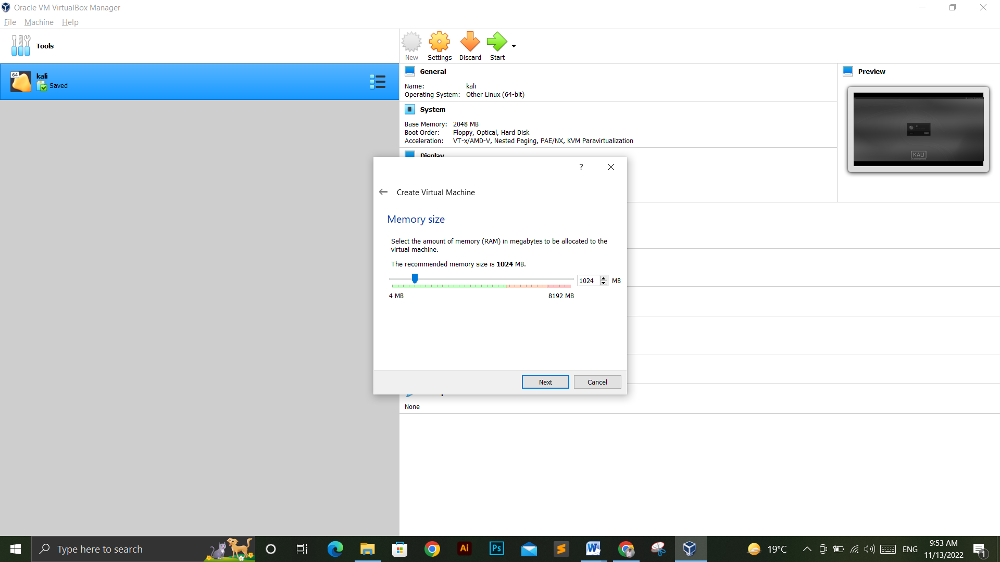 Oracle VM VirtualBox Manager
File Machine Help
Tools
New Settings Discard Start
64
kali
Saved
General
Name: kali
Operating System: Other Linux (64-bit)
System
Base Memory: 2048 MB
Boot Order: Floppy, Optical, Hard Disk
Acceleration: VT-x/AMD-V, Nested Paging, PAE/NX, KVM Paravirtualization
Display
Preview
KALI
?
Create Virtual Machine
Memory size
Select the amount of memory (RAM) in megabytes to be allocated to the
virtual machine.
The recommended memory size is 1024 MB.
1024 MB
4 MB 8192 MB
Next Cancel
None
Type here to search
Ai
Ps
19°C
ENG
9:53 AM
11/13/2022
1